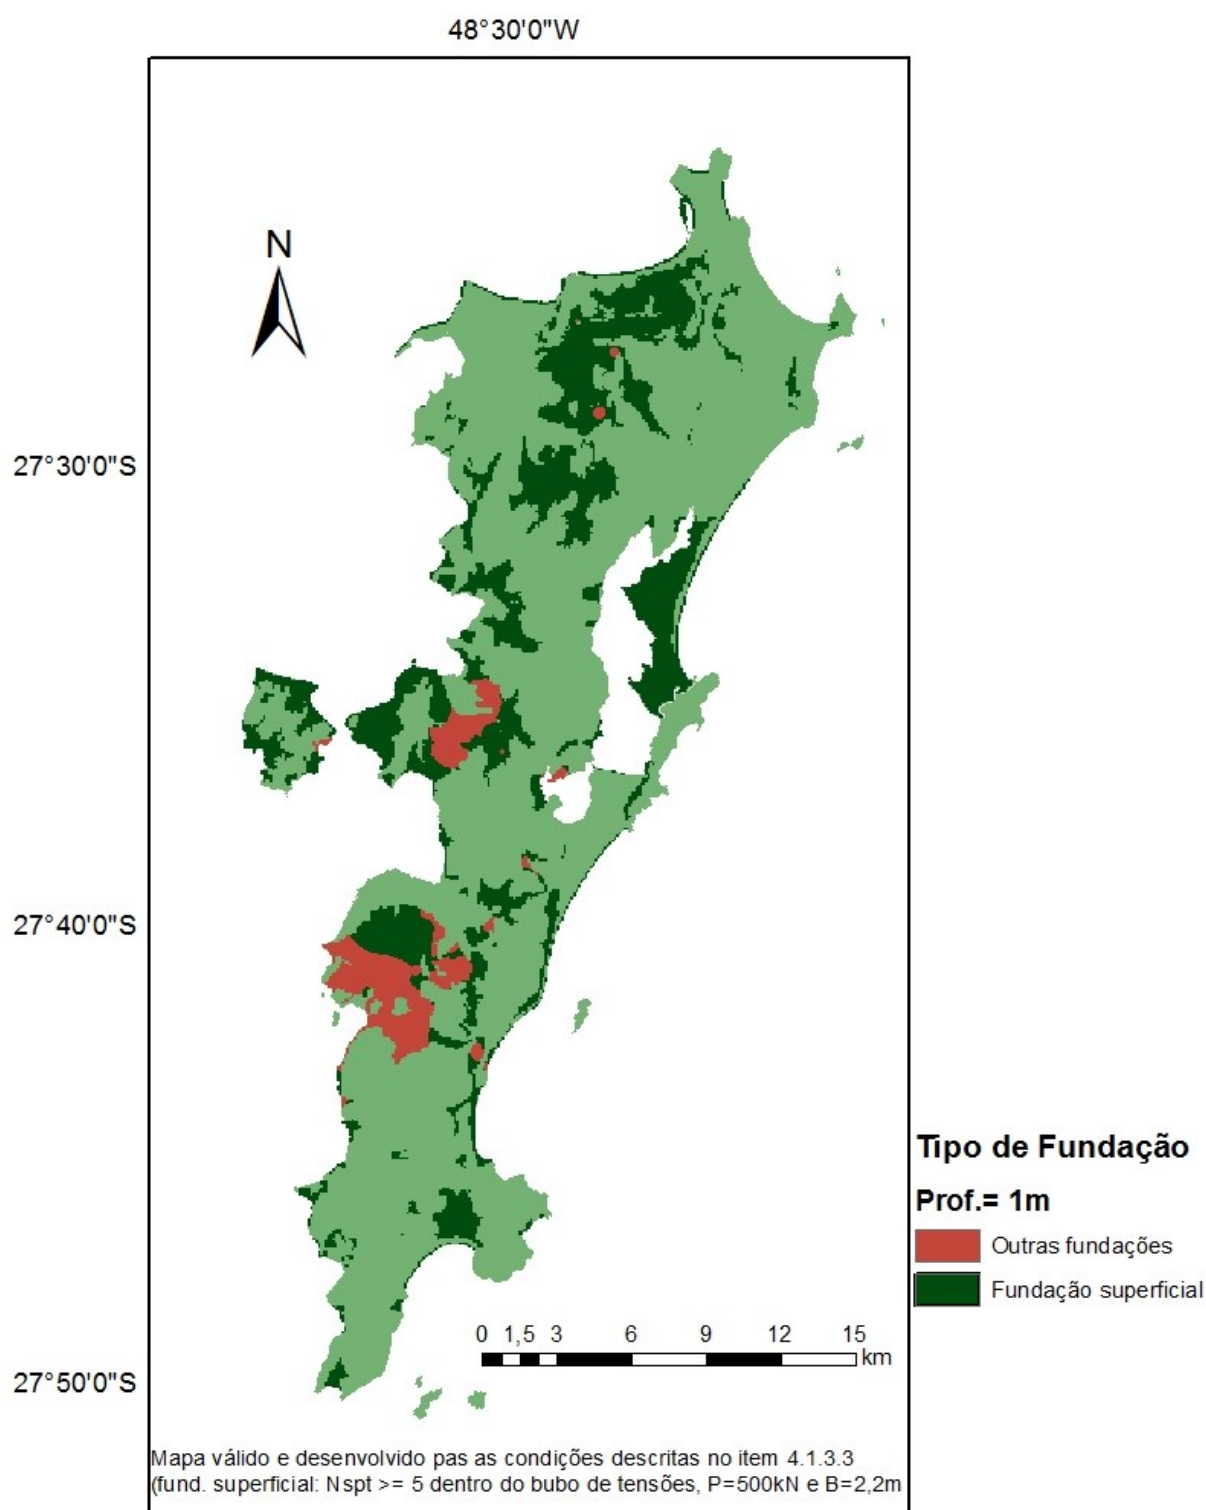 48°30'0"W
N
27°30'0"S
27°40'0"S
27°50'0"S
Tipo de Fundação
Prof.= 1m
Outras fundações
Fundação superficial
0 1,5 3 6 9 12 15
km
Mapa válido e desenvolvido pas as condições descritas no item 4.1.3.3
(fund. superficial: Nspt >= 5 dentro do bubo de tensões, P=500kN e B=2,2m